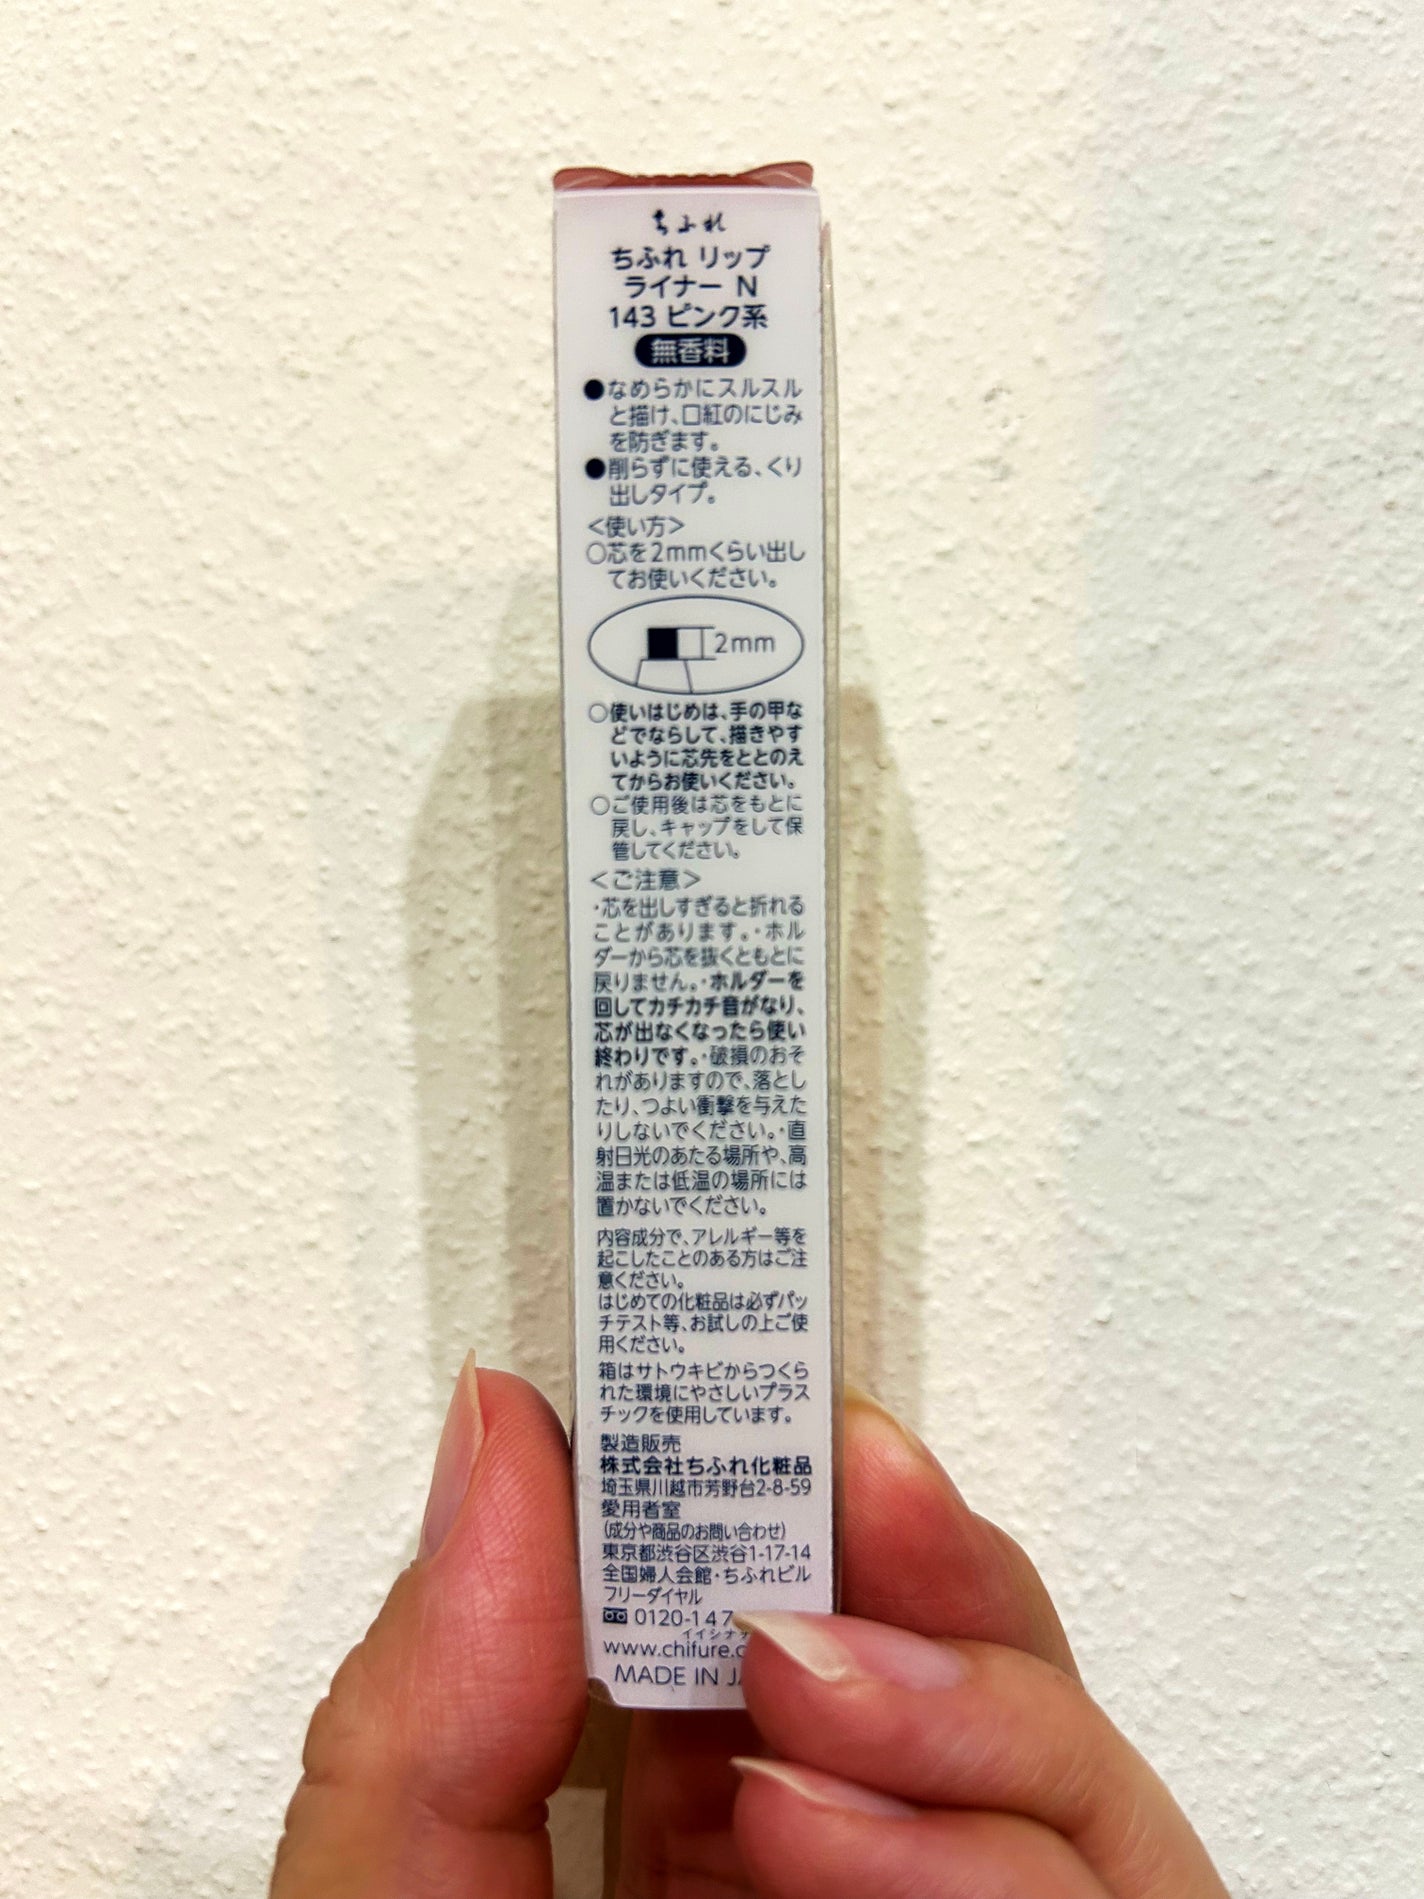 ちふれ
ちふれ リップ
ライナー N
143 ピンク系
無香料
●なめらかにスルスル
と描け、口紅のにじみ
を防ぎます。
●削らずに使える、くり
出しタイプ。
＜使い方＞
○芯を2mmくらい出し
てお使いください。
2mm
○使いはじめは、手の甲な
どでならして、描きやす
いように芯先をととのえ
てからお使いください。
○ご使用後は芯をもとに
戻し、キャップをして保
管してください。
＜ご注意＞
・芯を出しすぎると折れる
ことがあります。・ホル
ダーから芯を抜くともとに
戻りません。・ホルダーを
回してカチカチ音がなり、
芯が出なくなったら使い
終わりです。・破損のおそ
れがありますので、落とし
たり、つよい衝撃を与えた
りしないでください。・直
射日光のあたる場所や、高
温または低温の場所には
置かないでください。
内容成分で、アレルギー等を
起こしたことのある方はご注
意ください。
はじめての化粧品は必ずパッ
チテスト等、お試しの上ご使
用ください。
箱はサトウキビからつくら
れた環境にやさしいプラス
チックを使用しています。
製造販売
株式会社ちふれ化粧品
埼玉県川越市芳野台2-8-59
愛用者室
(成分や商品のお問い合わせ)
東京都渋谷区渋谷1-17-14
全国婦人会館・ちふれビル
フリーダイヤル
0120-147
イイシナ
www.chifure.
MADE IN